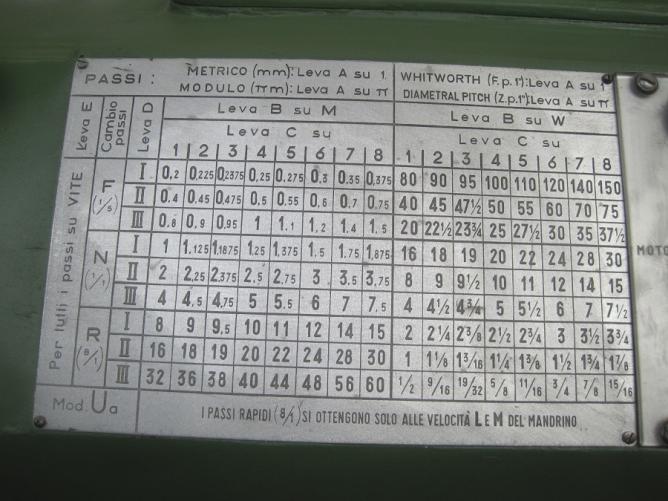 PASSI :
METRICO (mm): Leva A su 1.
MODULO (πm): Leva A su π
WHITWORTH (F.p.1"): Leva A su 1
DIAMETRAL PITCH (Z.p.1"): Leva A su π
Leva E
Cambio passi
Leva D
Leva B su M
Leva B su W
Leva C su
Leva C su
1 2 3 4 5 6 7 8 1 2 3 4 5 6 7 8
Per tutti i passi su VITE
F (1/5)
I 0,2 0,225 0,2375 0,25 0,275 0,3 0,35 0,375 80 90 95 100 110 120 140 150
II 0,4 0,45 0,475 0,5 0,55 0,6 0,7 0,75 40 45 47½ 50 55 60 70 75
III 0,8 0,9 0,95 1 1,1 1,2 1,4 1,5 20 22½ 23¾ 25 27½ 30 35 37½
N (1/1)
I 1 1,125 1,1875 1,25 1,375 1,5 1,75 1,875 16 18 19 20 22 24 28 30
II 2 2,25 2,375 2,5 2,75 3 3,5 3,75 8 9 9½ 10 11 12 14 15
III 4 4,5 4,75 5 5,5 6 7 7,5 4 4½ 4¾ 5 5½ 6 7 7½
R (8/1)
I 8 9 9,5 10 11 12 14 15 2 2¼ 2⅜ 2½ 2¾ 3 3½ 3¾
II 16 18 19 20 22 24 28 30 1 1⅛ 13/16 1¼ 1⅜ 1½ 1¾ 1⅞
III 32 36 38 40 44 48 56 60 1/2 9/16 19/32 5/8 11/16 3/4 7/8 15/16
Mod. Ua
I PASSI RAPIDI (8/1) SI OTTENGONO SOLO ALLE VELOCITÀ L E M DEL MANDRINO
MOTO